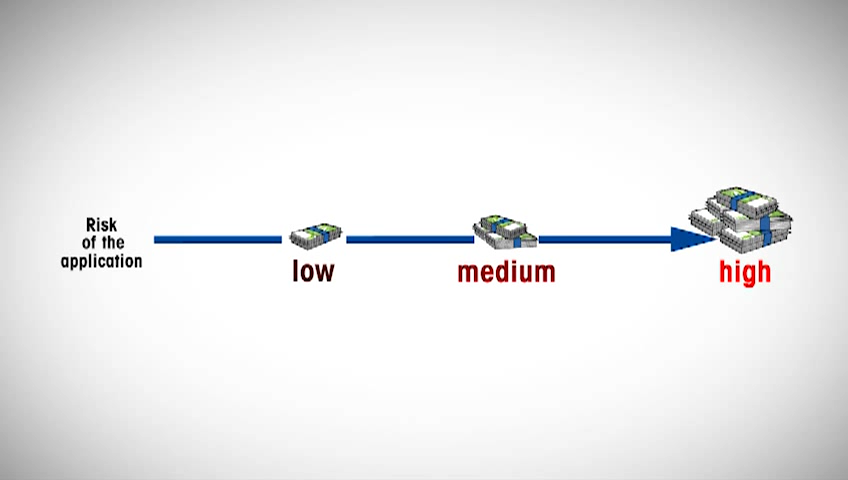 Risk
of the
application
low
medium
high